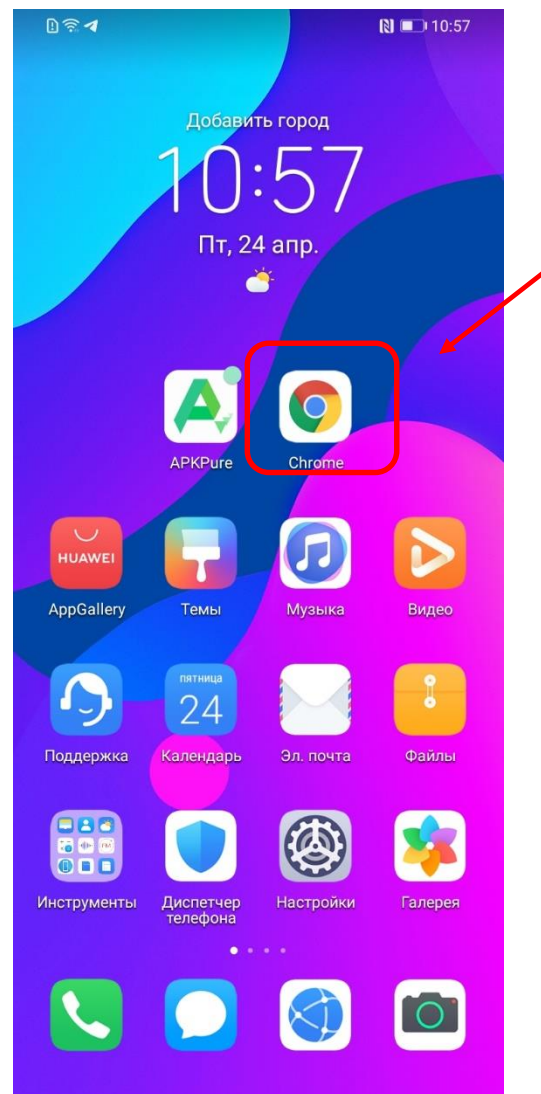 10:57
Добавить город
10:57
Пт, 24 апр.
APKPure
Chrome
HUAWEI
AppGallery
Темы
Музыка
Видео
пятница
24
Поддержка
Календарь
Эл. почта
Файлы
Инструменты
Диспетчер
телефона
Настройки
Галерея